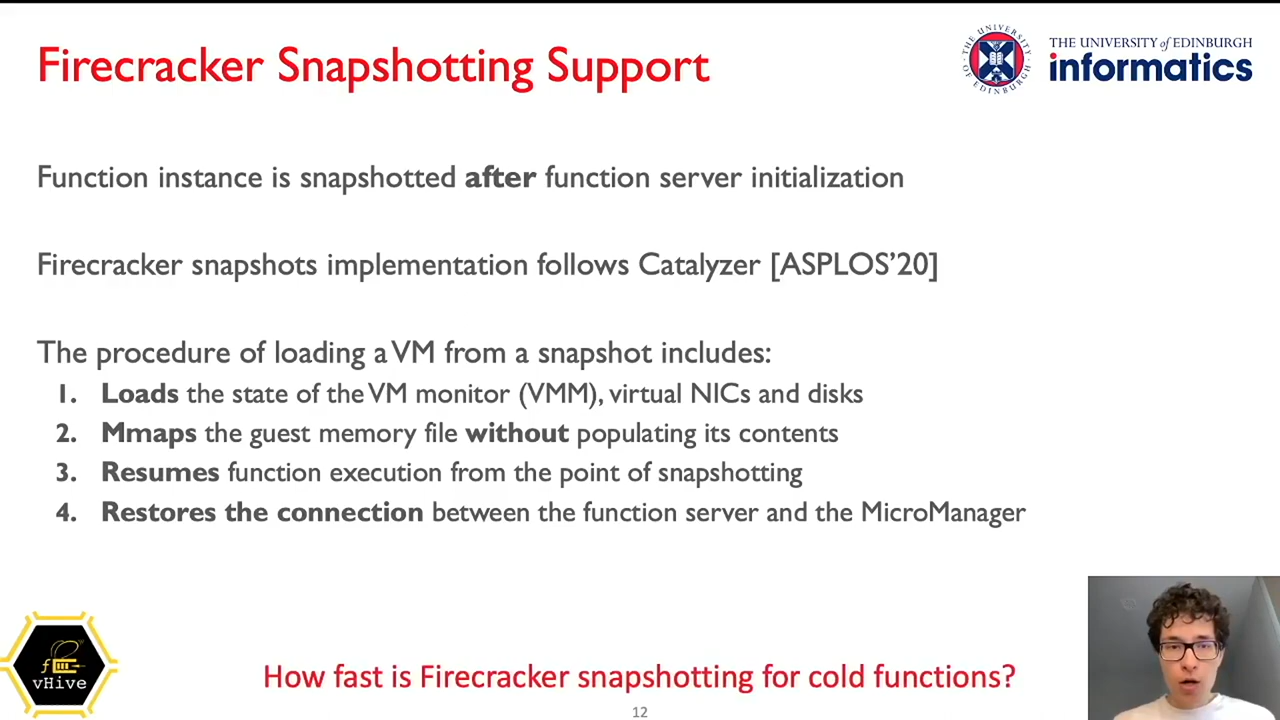 Firecracker Snapshotting Support
THE UNIVERSITY of EDINBURGH
informatics
THE UNIVERSITY OF EDINBURGH
Function instance is snapshotted after function server initialization
Firecracker snapshots implementation follows Catalyzer [ASPLOS’20]
The procedure of loading a VM from a snapshot includes:
1. Loads the state of the VM monitor (VMM), virtual NICs and disks
2. Mmaps the guest memory file without populating its contents
3. Resumes function execution from the point of snapshotting
4. Restores the connection between the function server and the MicroManager
vHive
How fast is Firecracker snapshotting for cold functions?
12